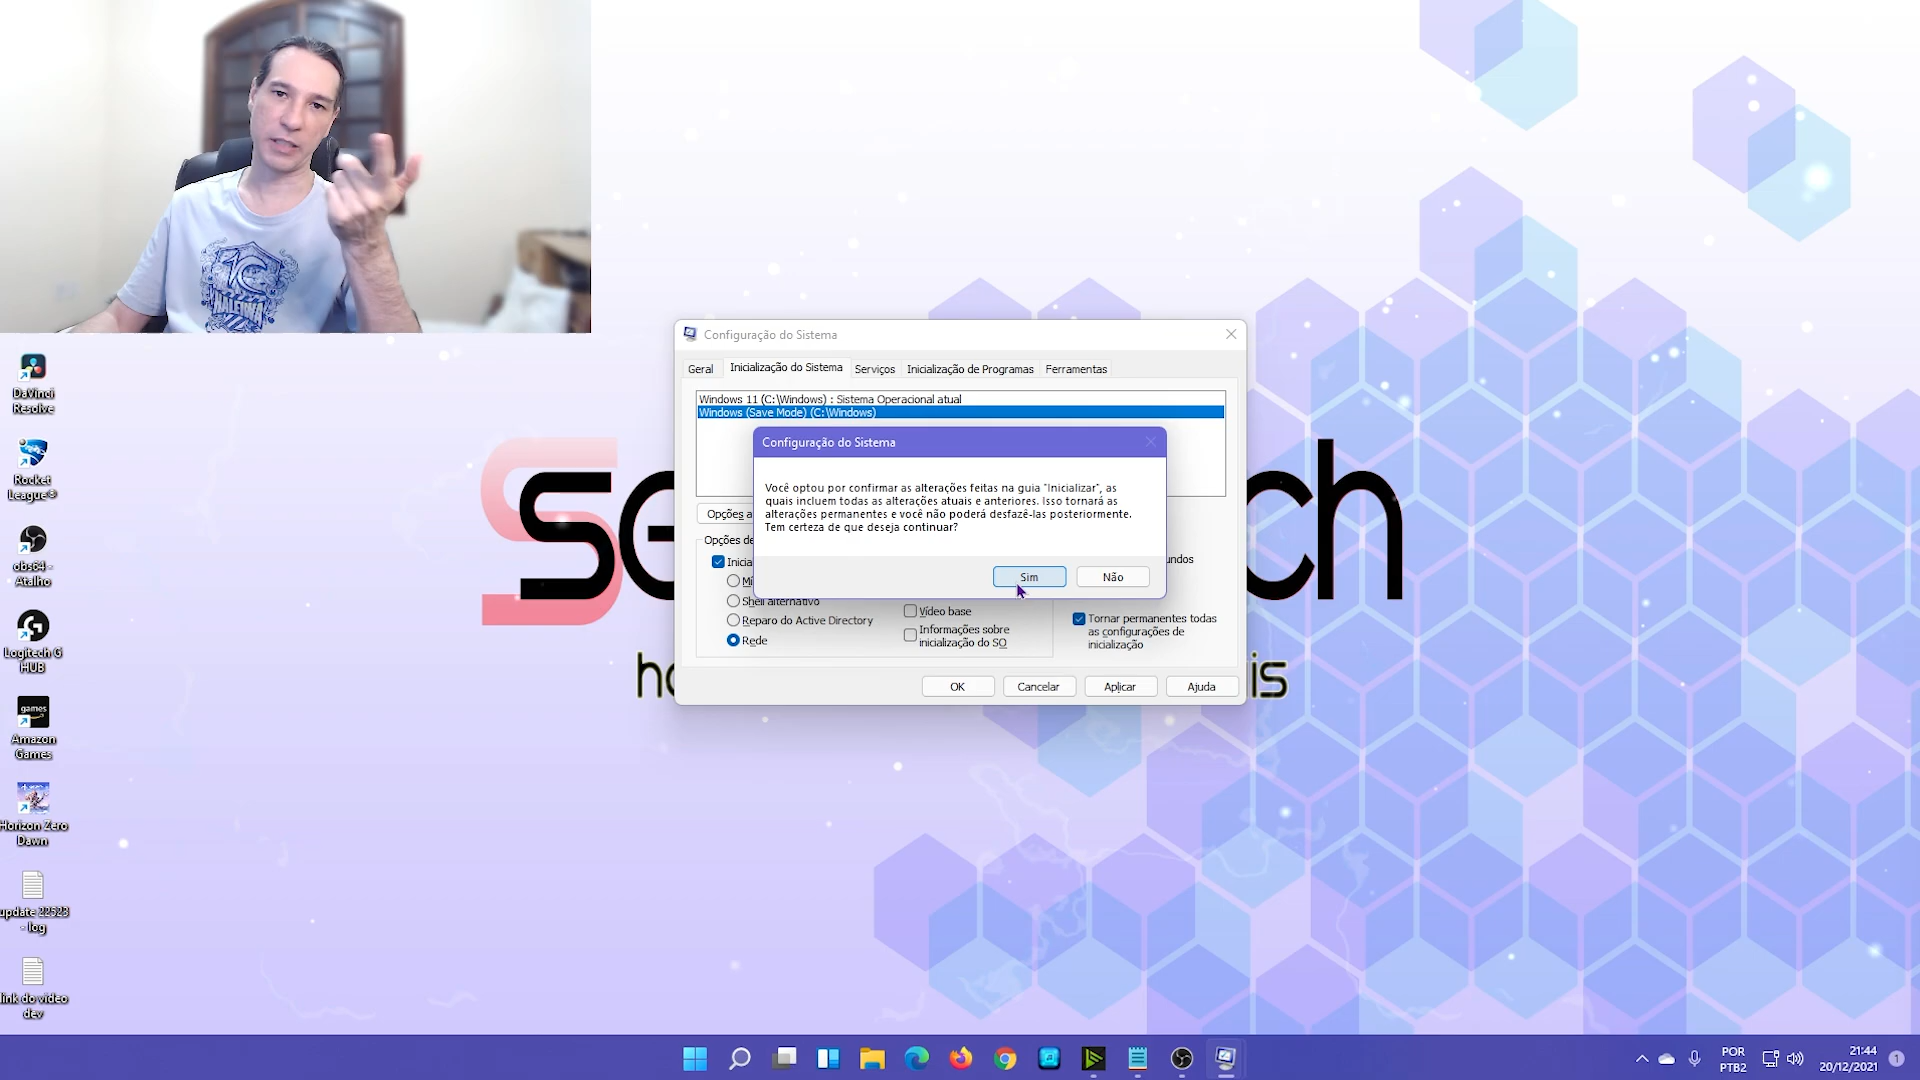 Configuração do Sistema
Geral
Inicialização do Sistema
Serviços
Inicialização de Programas
Ferramentas
Windows 11 (C:\Windows) : Sistema Operacional atual
Windows (Save Mode) (C:\Windows)
Configuração do Sistema
Você optou por confirmar as alterações feitas na guia "Inicializar", as
quais incluem todas as alterações atuais e anteriores. Isso tornará as
alterações permanentes e você não poderá desfazê-las posteriormente.
Tem certeza de que deseja continuar?
Sim
Não
Opções a
Opções de
Inicia
Mí
Shell alternativo
Reparo do Active Directory
Rede
Vídeo base
Informações sobre
inicialização do SO
undos
Tornar permanentes todas
as configurações de
inicialização
OK
Cancelar
Aplicar
Ajuda
DaVinci
Resolve
Rocket
League®
obs64 -
Atalho
Logitech G
HUB
games
Amazon
Games
Horizon Zero
Dawn
update 22523
- log
link do video
dev
POR
PTB2
21:44
20/12/2021
1